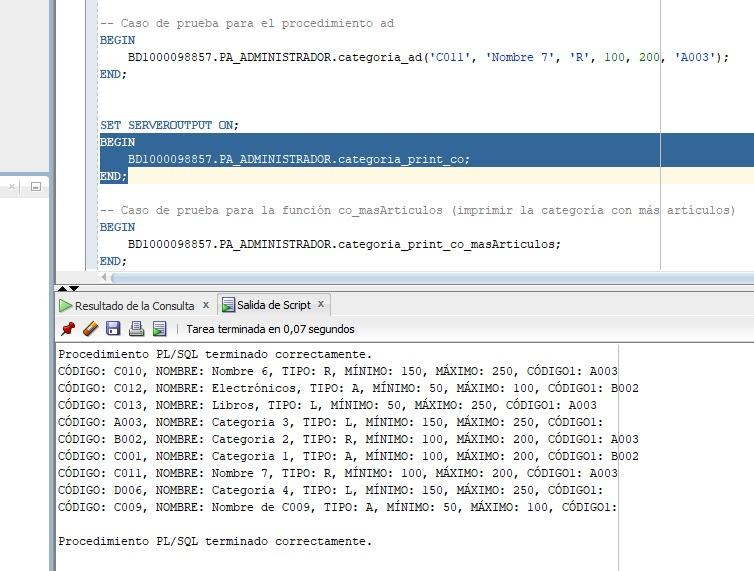 -- Caso de prueba para el procedimiento ad
BEGIN
BD1000098857.PA_ADMINISTRADOR.categoria_ad('C011', 'Nombre 7', 'R', 100, 200, 'A003');
END;
SET SERVEROUTPUT ON;
BEGIN
BD1000098857.PA_ADMINISTRADOR.categoria_print_co;
END;
-- Caso de prueba para la función co_masArticulos (imprimir la categoría con más artículos)
BEGIN
BD1000098857.PA_ADMINISTRADOR.categoria_print_co_masArticulos;
END;
Resultado de la Consulta x Salida de Script x
Tarea terminada en 0,07 segundos
Procedimiento PL/SQL terminado correctamente.
CÓDIGO: C010, NOMBRE: Nombre 6, TIPO: R, MÍNIMO: 150, MÁXIMO: 250, CÓDIGO1: A003
CÓDIGO: C012, NOMBRE: Electrónicos, TIPO: A, MÍNIMO: 50, MÁXIMO: 100, CÓDIGO1: B002
CÓDIGO: C013, NOMBRE: Libros, TIPO: L, MÍNIMO: 50, MÁXIMO: 250, CÓDIGO1: A003
CÓDIGO: A003, NOMBRE: Categoria 3, TIPO: L, MÍNIMO: 150, MÁXIMO: 250, CÓDIGO1:
CÓDIGO: B002, NOMBRE: Categoria 2, TIPO: R, MÍNIMO: 100, MÁXIMO: 200, CÓDIGO1: A003
CÓDIGO: C001, NOMBRE: Categoria 1, TIPO: A, MÍNIMO: 100, MÁXIMO: 200, CÓDIGO1: B002
CÓDIGO: C011, NOMBRE: Nombre 7, TIPO: R, MÍNIMO: 100, MÁXIMO: 200, CÓDIGO1: A003
CÓDIGO: D006, NOMBRE: Categoria 4, TIPO: L, MÍNIMO: 150, MÁXIMO: 250, CÓDIGO1:
CÓDIGO: C009, NOMBRE: Nombre de C009, TIPO: A, MÍNIMO: 50, MÁXIMO: 100, CÓDIGO1:
Procedimiento PL/SQL terminado correctamente.